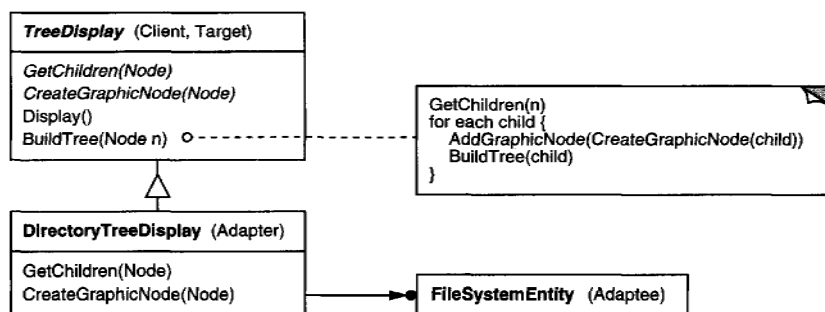 TreeDisplay (Client, Target)
GetChildren(Node)
CreateGraphicNode(Node)
Display()
BuildTree(Node n)
GetChildren(n)
for each child {
AddGraphicNode(CreateGraphicNode(child))
BuildTree(child)
}
DirectoryTreeDisplay (Adapter)
GetChildren(Node)
CreateGraphicNode(Node)
FileSystemEntity (Adaptee)